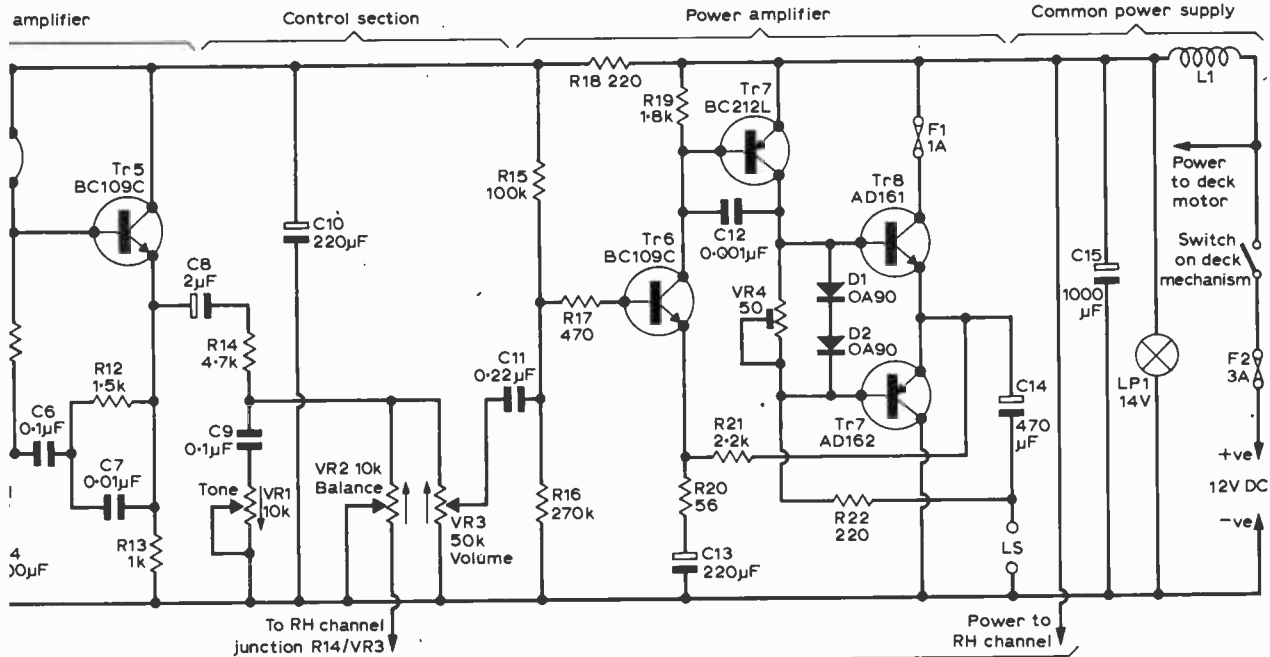 amplifier
Control section
Power amplifier
Common power supply
R18 220
L1
R19
1·8k
Tr7
BC212L
F1
1A
Power
to deck
motor
Tr5
BC109C
R15
100k
Tr8
AD161
C10
220µF
C12
0·001µF
Tr6
BC109C
Switch
on deck
mechanism
C15
1000
µF
C8
2µF
D1
OA90
VR4
50
R17
470
D2
OA90
R14
4·7k
F2
3A
R12
1·5k
C11
0·22µF
LP1
14V
C14
470
µF
C6
0·1µF
C9
0·1µF
Tr7
AD162
R21
2·2k
C7
0·01µF
+ve
12V DC
−ve
Tone
VR1
10k
VR2 10k
Balance
R16
270k
R20
56
VR3
50k
Volume
R22
220
R13
1k
LS
4
00µF
C13
220µF
To RH channel
junction R14/VR3
Power to
RH channel